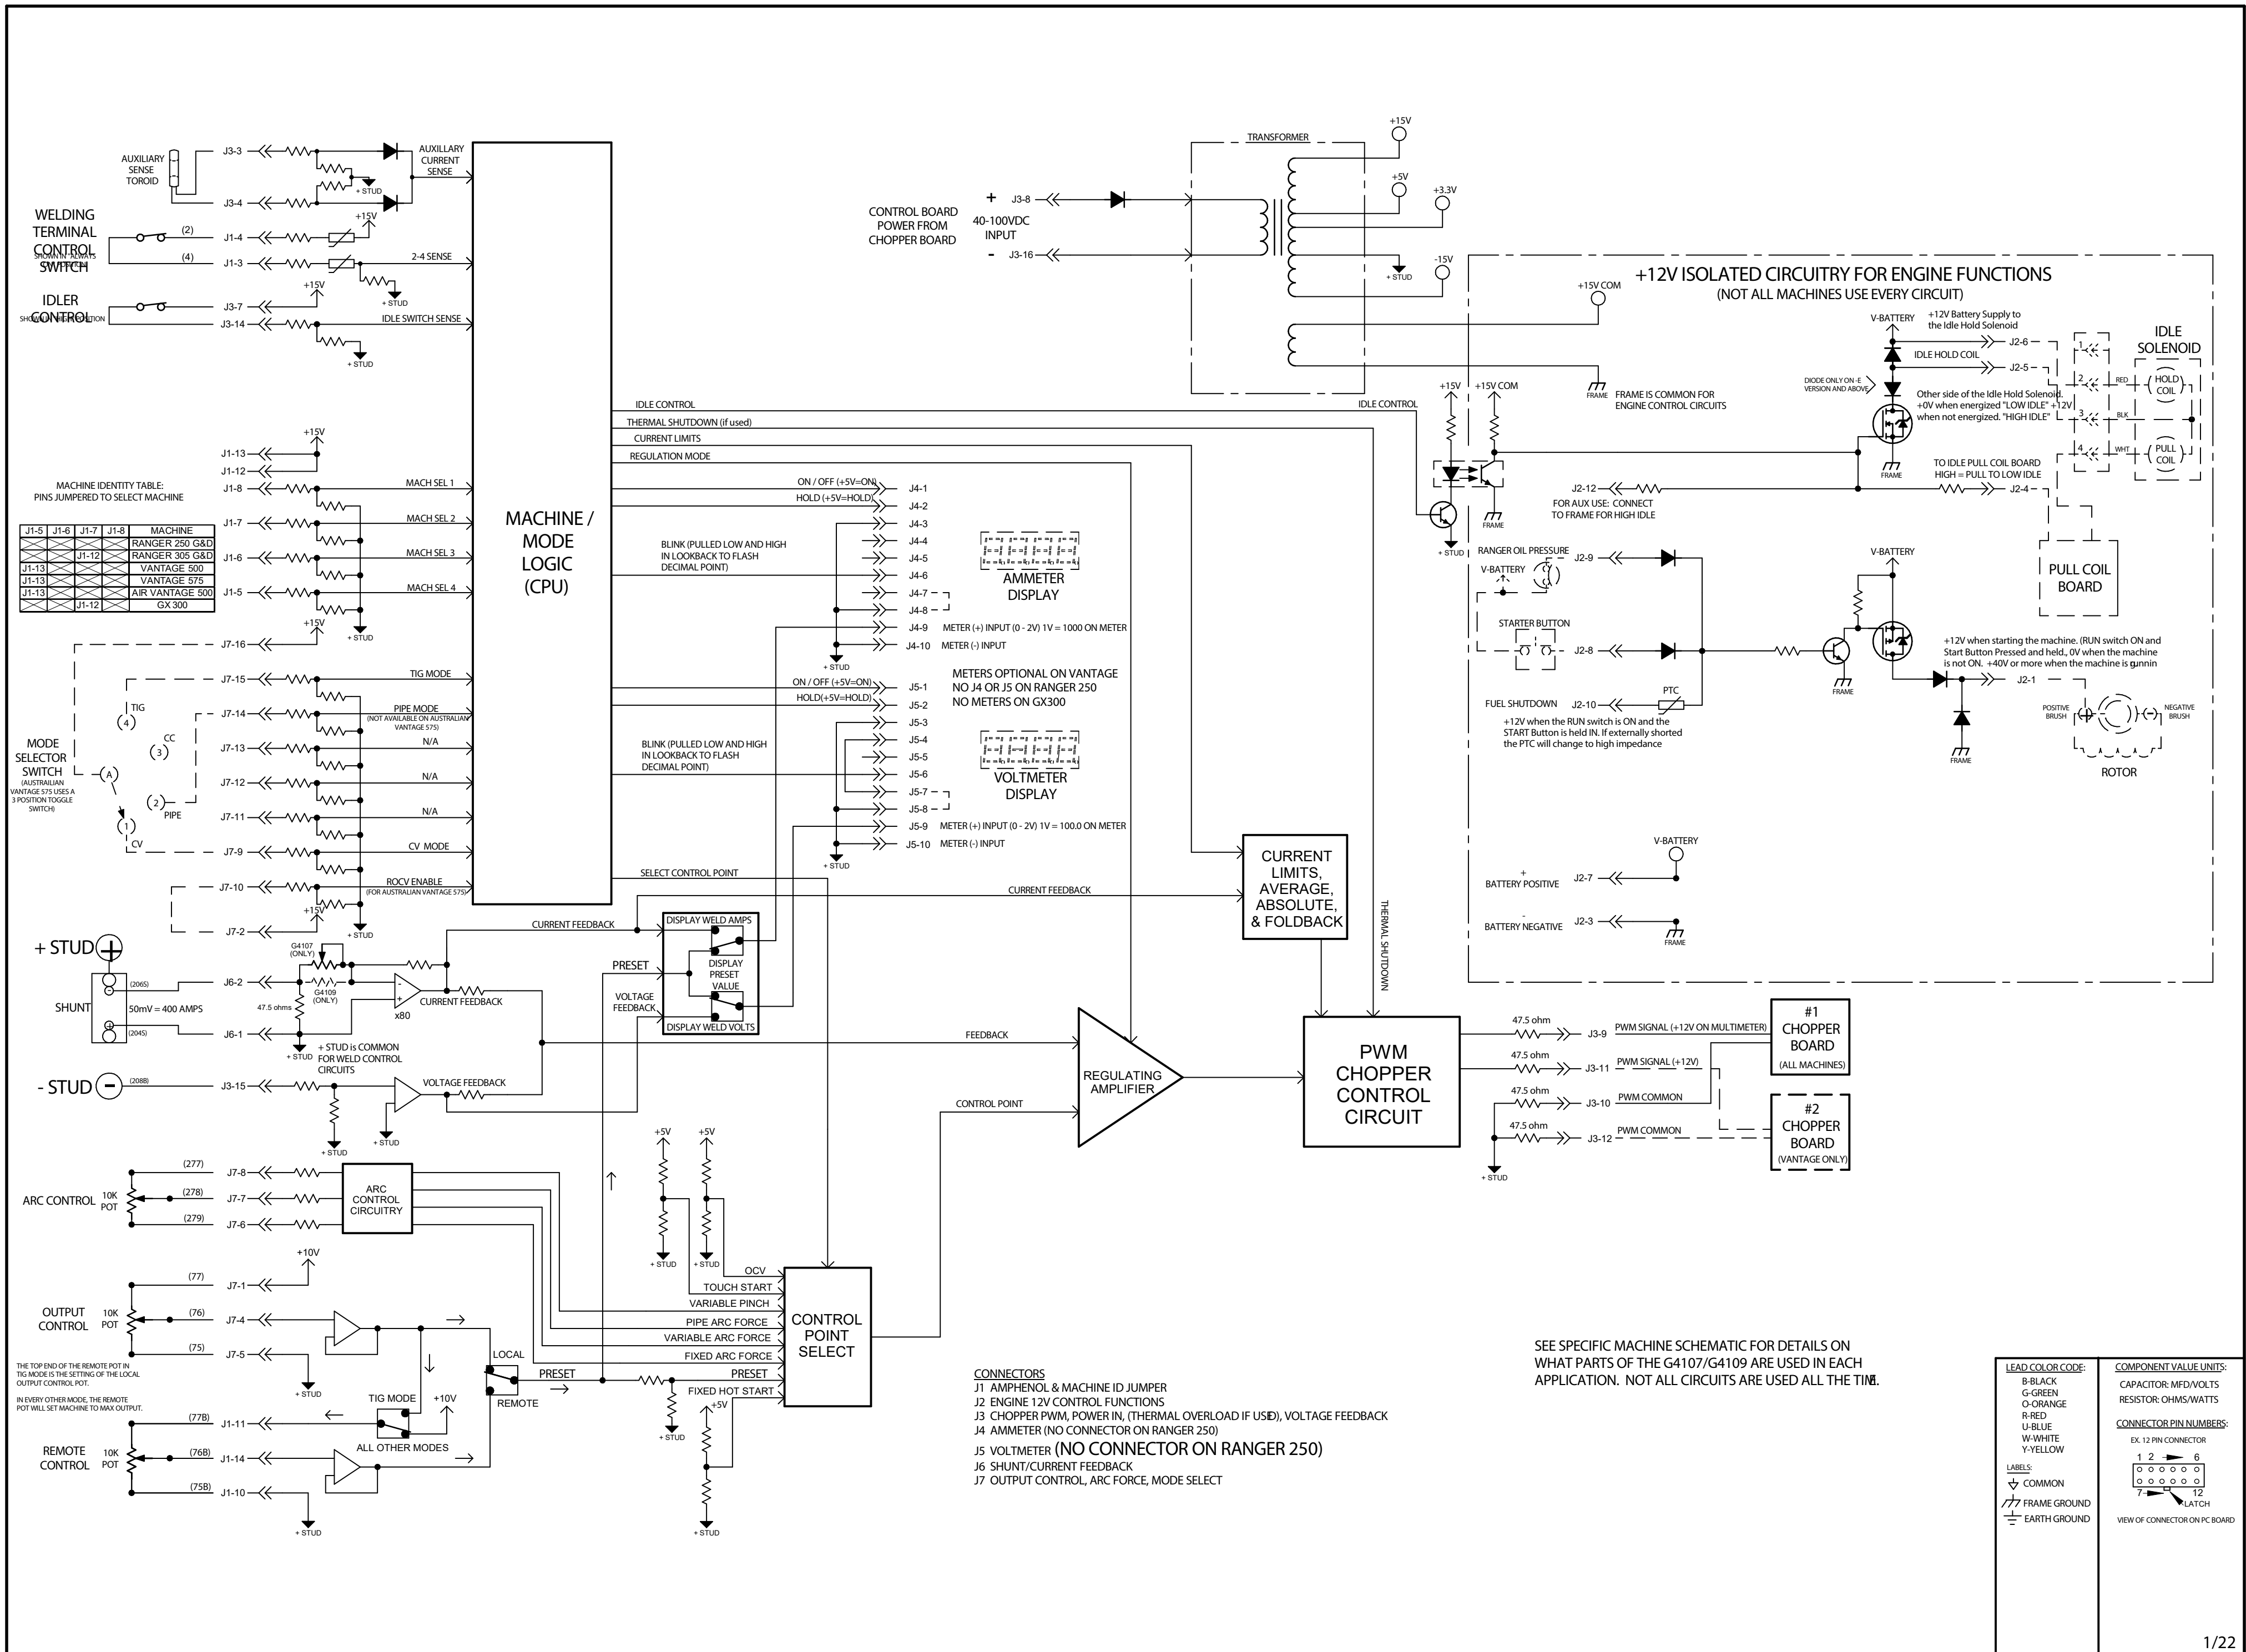 AUXILIARY
SENSE
TOROID
J3-3
J3-4
+ STUD
AUXILLARY
CURRENT
SENSE
WELDING
TERMINAL
CONTROL
SWITCH
(2)
J1-4
+15V
(4)
J1-3
2-4 SENSE
+ STUD
IDLER
CONTROL
SHOWN IN "HIGH" POSITION
J3-7
+15V
J3-14
IDLE SWITCH SENSE
+ STUD
MACHINE IDENTITY TABLE:
PINS JUMPERED TO SELECT MACHINE
J1-5 J1-6 J1-7 J1-8 MACHINE
RANGER 250 G&D
J1-12 RANGER 305 G&D
J1-13 VANTAGE 500
J1-13 VANTAGE 575
J1-13 AIR VANTAGE 500
J1-12 GX 300
+15V
J1-13
J1-12
J1-8
MACH SEL 1
J1-7
MACH SEL 2
J1-6
MACH SEL 3
J1-5
MACH SEL 4
+ STUD
+15V
J7-16
J7-15
TIG MODE
J7-14
PIPE MODE
(NOT AVAILABLE ON AUSTRALIAN
VANTAGE 575)
J7-13
N/A
J7-12
N/A
J7-11
N/A
J7-9
CV MODE
J7-10
ROCV ENABLE
(FOR AUSTRALIAN VANTAGE 575)
+15V
J7-2
+ STUD
MODE
SELECTOR
SWITCH
(AUSTRAILIAN
VANTAGE 575 USES A
3 POSITION TOGGLE
SWITCH)
TIG
4
CC
3
A
2
PIPE
1
CV
MACHINE /
MODE
LOGIC
(CPU)
+ STUD
SHUNT
(206S)
50mV = 400 AMPS
(204S)
J6-2
J6-1
47.5 ohms
G4107
(ONLY)
G4109
(ONLY)
-
+
x80
CURRENT FEEDBACK
CURRENT FEEDBACK
+ STUD
+ STUD is COMMON
FOR WELD CONTROL
CIRCUITS
- STUD
(208B)
J3-15
VOLTAGE FEEDBACK
+ STUD
+ STUD
ARC CONTROL
10K
POT
(277)
J7-8
(278)
J7-7
(279)
J7-6
ARC
CONTROL
CIRCUITRY
+10V
OUTPUT
CONTROL
10K
POT
(77)
J7-1
(76)
J7-4
(75)
J7-5
+ STUD
THE TOP END OF THE REMOTE POT IN
TIG MODE IS THE SETTING OF THE LOCAL
OUTPUT CONTROL POT.
IN EVERY OTHER MODE, THE REMOTE
POT WILL SET MACHINE TO MAX OUTPUT.
REMOTE
CONTROL
10K
POT
(77B)
J1-11
(76B)
J1-14
(75B)
J1-10
+ STUD
TIG MODE
+10V
ALL OTHER MODES
LOCAL
REMOTE
PRESET
CONTROL BOARD
POWER FROM
CHOPPER BOARD
+
J3-8
40-100VDC
INPUT
-
J3-16
TRANSFORMER
+15V
+5V
+3.3V
+ STUD
-15V
+15V COM
FRAME
FRAME IS COMMON FOR
ENGINE CONTROL CIRCUITS
IDLE CONTROL
THERMAL SHUTDOWN (if used)
CURRENT LIMITS
REGULATION MODE
IDLE CONTROL
ON / OFF (+5V=ON)
HOLD (+5V=HOLD)
BLINK (PULLED LOW AND HIGH
IN LOOKBACK TO FLASH
DECIMAL POINT)
J4-1
J4-2
J4-3
J4-4
J4-5
J4-6
J4-7
J4-8
J4-9 METER (+) INPUT (0 - 2V) 1V = 1000 ON METER
J4-10 METER (-) INPUT
+ STUD
AMMETER
DISPLAY
METERS OPTIONAL ON VANTAGE
NO J4 OR J5 ON RANGER 250
NO METERS ON GX300
ON / OFF (+5V=ON)
HOLD(+5V=HOLD)
BLINK (PULLED LOW AND HIGH
IN LOOKBACK TO FLASH
DECIMAL POINT)
J5-1
J5-2
J5-3
J5-4
J5-5
J5-6
J5-7
J5-8
J5-9 METER (+) INPUT (0 - 2V) 1V = 100.0 ON METER
J5-10 METER (-) INPUT
+ STUD
VOLTMETER
DISPLAY
SELECT CONTROL POINT
CURRENT FEEDBACK
DISPLAY WELD AMPS
DISPLAY
PRESET
VALUE
DISPLAY WELD VOLTS
PRESET
VOLTAGE
FEEDBACK
CURRENT
LIMITS,
AVERAGE,
ABSOLUTE,
& FOLDBACK
THERMAL SHUTDOWN
FEEDBACK
CONTROL POINT
REGULATING
AMPLIFIER
PWM
CHOPPER
CONTROL
CIRCUIT
47.5 ohm
J3-9
PWM SIGNAL (+12V ON MULTIMETER)
47.5 ohm
J3-11
PWM SIGNAL (+12V)
47.5 ohm
J3-10
PWM COMMON
47.5 ohm
J3-12
PWM COMMON
+ STUD
#1
CHOPPER
BOARD
(ALL MACHINES)
#2
CHOPPER
BOARD
(VANTAGE ONLY)
+5V
+5V
+ STUD
+ STUD
OCV
TOUCH START
VARIABLE PINCH
PIPE ARC FORCE
VARIABLE ARC FORCE
FIXED ARC FORCE
PRESET
FIXED HOT START
+ STUD
+5V
+ STUD
CONTROL
POINT
SELECT
+12V ISOLATED CIRCUITRY FOR ENGINE FUNCTIONS
(NOT ALL MACHINES USE EVERY CIRCUIT)
+15V
+15V COM
FRAME
+ STUD
V-BATTERY
+12V Battery Supply to
the Idle Hold Solenoid
J2-6
IDLE HOLD COIL
J2-5
DIODE ONLY ON -E
VERSION AND ABOVE
Other side of the Idle Hold Solenoid.
+0V when energized "LOW IDLE" +12V
when not energized. "HIGH IDLE"
FRAME
IDLE
SOLENOID
1
2
RED
HOLD
COIL
3
BLK
4
WHT
PULL
COIL
TO IDLE PULL COIL BOARD
HIGH = PULL TO LOW IDLE
J2-4
J2-12
FOR AUX USE: CONNECT
TO FRAME FOR HIGH IDLE
PULL COIL
BOARD
RANGER OIL PRESSURE
V-BATTERY
J2-9
STARTER BUTTON
J2-8
FUEL SHUTDOWN
J2-10
PTC
+12V when the RUN switch is ON and the
START Button is held IN. If externally shorted
the PTC will change to high impedance
V-BATTERY
FRAME
+12V when starting the machine. (RUN switch ON and
Start Button Pressed and held., 0V when the machine
is not ON. +40V or more when the machine is
J2-1
FRAME
POSITIVE
BRUSH
NEGATIVE
BRUSH
ROTOR
V-BATTERY
+
BATTERY POSITIVE
J2-7
-
BATTERY NEGATIVE
J2-3
FRAME
CONNECTORS
J1 AMPHENOL & MACHINE ID JUMPER
J2 ENGINE 12V CONTROL FUNCTIONS
J3 CHOPPER PWM, POWER IN, (THERMAL OVERLOAD IF USED), VOLTAGE FEEDBACK
J4 AMMETER (NO CONNECTOR ON RANGER 250)
J5 VOLTMETER (NO CONNECTOR ON RANGER 250)
J6 SHUNT/CURRENT FEEDBACK
J7 OUTPUT CONTROL, ARC FORCE, MODE SELECT
SEE SPECIFIC MACHINE SCHEMATIC FOR DETAILS ON
WHAT PARTS OF THE G4107/G4109 ARE USED IN EACH
APPLICATION. NOT ALL CIRCUITS ARE USED ALL THE TIME.
LEAD COLOR CODE:
B-BLACK
G-GREEN
O-ORANGE
R-RED
U-BLUE
W-WHITE
Y-YELLOW
LABELS:
COMMON
FRAME GROUND
EARTH GROUND
COMPONENT VALUE UNITS:
CAPACITOR: MFD/VOLTS
RESISTOR: OHMS/WATTS
CONNECTOR PIN NUMBERS:
EX. 12 PIN CONNECTOR
1 2 6
7 12
LATCH
VIEW OF CONNECTOR ON PC BOARD
1/22